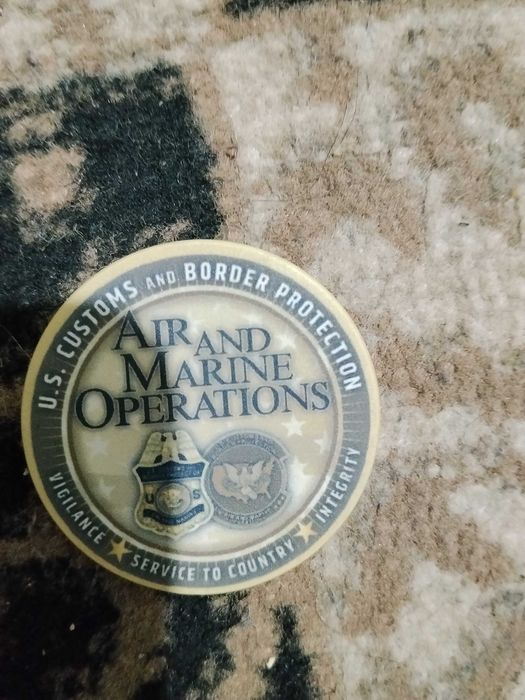 U.S. CUSTOMS AND BORDER PROTECTION
AIR AND
MARINE
OPERATIONS
U S
VIGILANCE ★ SERVICE TO COUNTRY ★ INTEGRITY